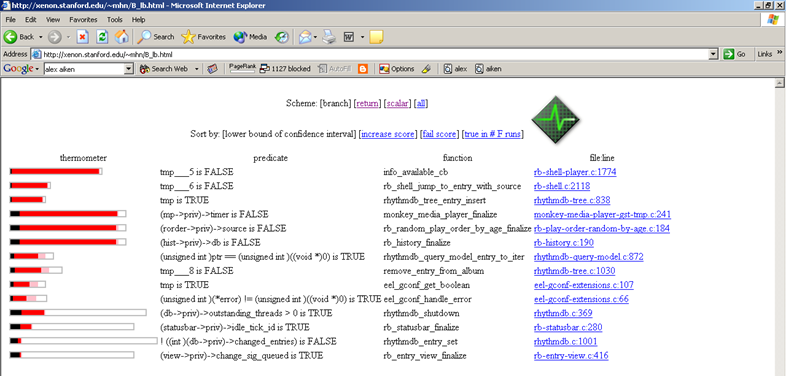 http://xenon.stanford.edu/~mhn/B_lb.html - Microsoft Internet Explorer
File Edit View Favorites Tools Help
Back Search Favorites Media
Address http://xenon.stanford.edu/~mhn/B_lb.html Go Links »
Google alex aiken Search Web PageRank 1127 blocked AutoFill Options alex aiken
Scheme: [branch] [return] [scalar] [all]
Sort by: [lower bound of confidence interval] [increase score] [fail score] [true in # F runs]
thermometer predicate function file:line
tmp___5 is FALSE info_available_cb rb-shell-player.c:1774
tmp___6 is FALSE rb_shell_jump_to_entry_with_source rb-shell.c:2118
tmp is TRUE rhythmdb_tree_entry_insert rhythmdb-tree.c:838
(mp->priv)->timer is FALSE monkey_media_player_finalize monkey-media-player-gst-tmp.c:241
(rorder->priv)->source is FALSE rb_random_play_order_by_age_finalize rb-play-order-random-by-age.c:184
(hist->priv)->db is FALSE rb_history_finalize rb-history.c:190
(unsigned int )ptr == (unsigned int )((void *)0) is TRUE rhythmdb_query_model_entry_to_iter rhythmdb-query-model.c:872
tmp___8 is FALSE remove_entry_from_album rhythmdb-tree.c:1030
tmp is TRUE eel_gconf_get_boolean eel-gconf-extensions.c:107
(unsigned int )(*error) != (unsigned int )((void *)0) is TRUE eel_gconf_handle_error eel-gconf-extensions.c:66
(db->priv)->outstanding_threads > 0 is TRUE rhythmdb_shutdown rhythmdb.c:369
(statusbar->priv)->idle_tick_id is TRUE rb_statusbar_finalize rb-statusbar.c:280
! ((int )(db->priv)->changed_entries) is FALSE rhythmdb_entry_set rhythmdb.c:1001
(view->priv)->change_sig_queued is TRUE rb_entry_view_finalize rb-entry-view.c:416